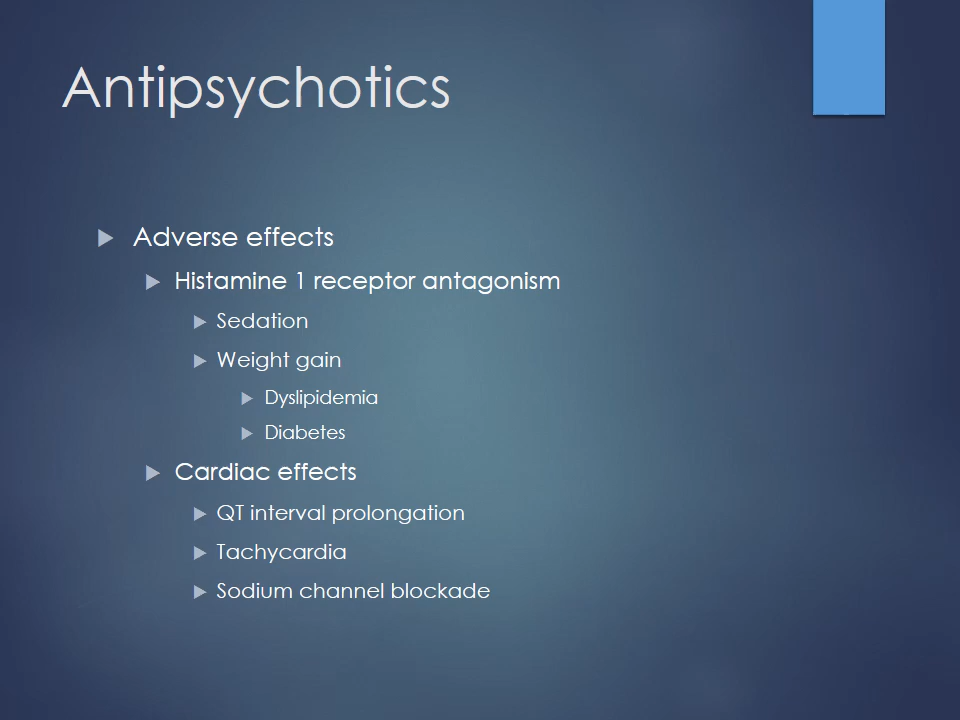 Antipsychotics
Adverse effects
Histamine 1 receptor antagonism
Sedation
Weight gain
Dyslipidemia
Diabetes
Cardiac effects
QT interval prolongation
Tachycardia
Sodium channel blockade